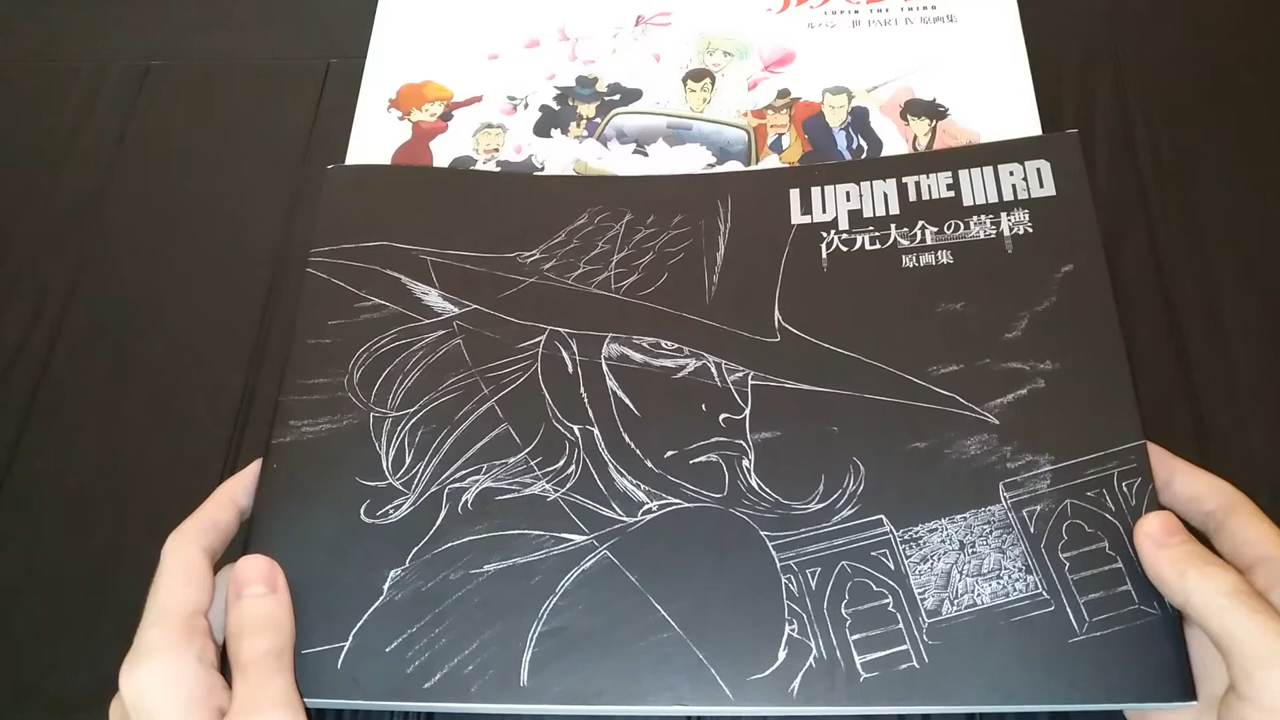 LUPIN THE THIRD
ルパン三世 PART IV 原画集
LUPIN THE IIIRD
次元大介の墓標
原画集